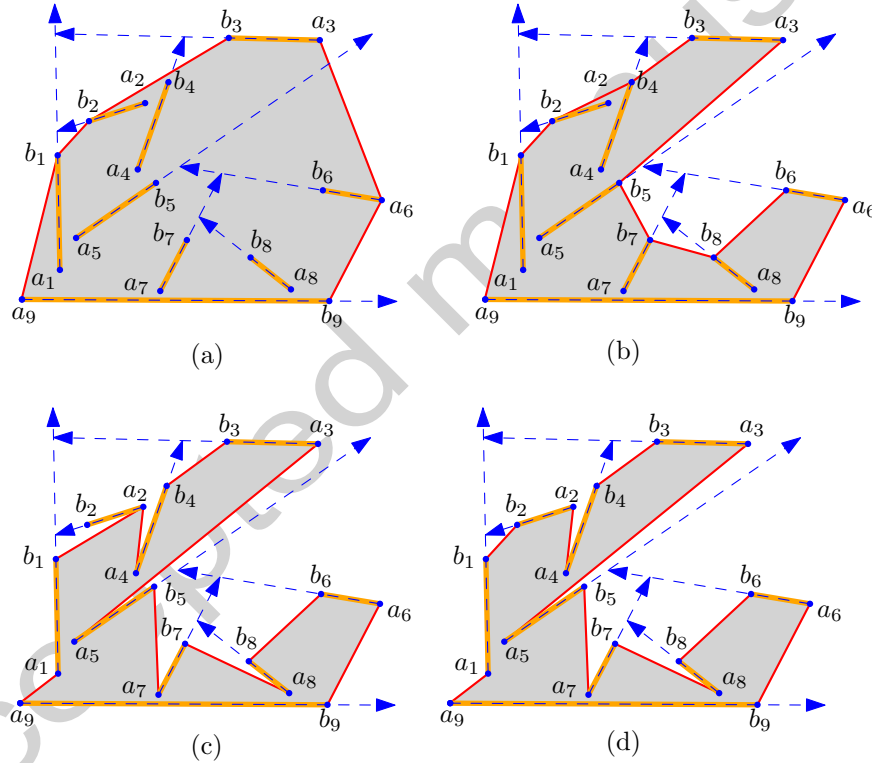 b3 a3 b3 a3
a2 b4 a2 b4
b2 b2
b1 b1
a4 b5 b6 a4 b5 b6
a6 a6
a5 b7 b8 a5 b7 b8
a1 a7 a8 a1 a7 a8
a9 b9 a9 b9
(a) (b)
b3 a3 b3 a3
b2 a2 b4 b2 a2 b4
b1 b1
a4 b5 b6 a4 b5 b6
a5 b7 a6 a5 b7 a6
a1 b8 a1 b8
a7 a8 a7 a8
a9 b9 a9 b9
(c) (d)
ccepted m us